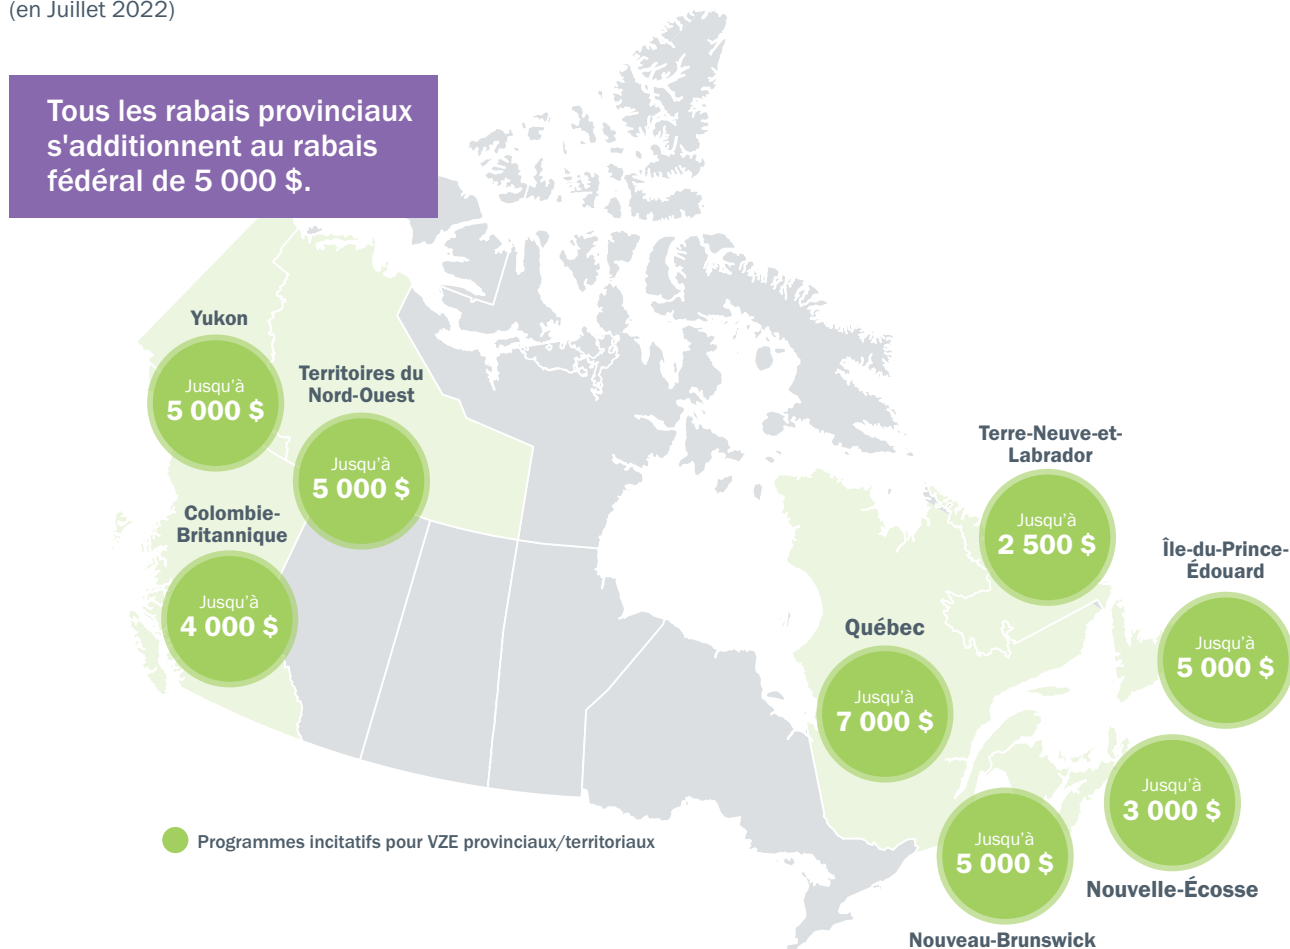 (en Juillet 2022)
Tous les rabais provinciaux
s'additionnent au rabais
fédéral de 5 000 $.
Yukon
Jusqu'à
5 000 $
Territoires du
Nord-Ouest
Jusqu'à
5 000 $
Colombie-
Britannique
Jusqu'à
4 000 $
Terre-Neuve-et-
Labrador
Jusqu'à
2 500 $
Île-du-Prince-
Édouard
Jusqu'à
5 000 $
Québec
Jusqu'à
7 000 $
Jusqu'à
3 000 $
Nouvelle-Écosse
Jusqu'à
5 000 $
Nouveau-Brunswick
Programmes incitatifs pour VZE provinciaux/territoriaux